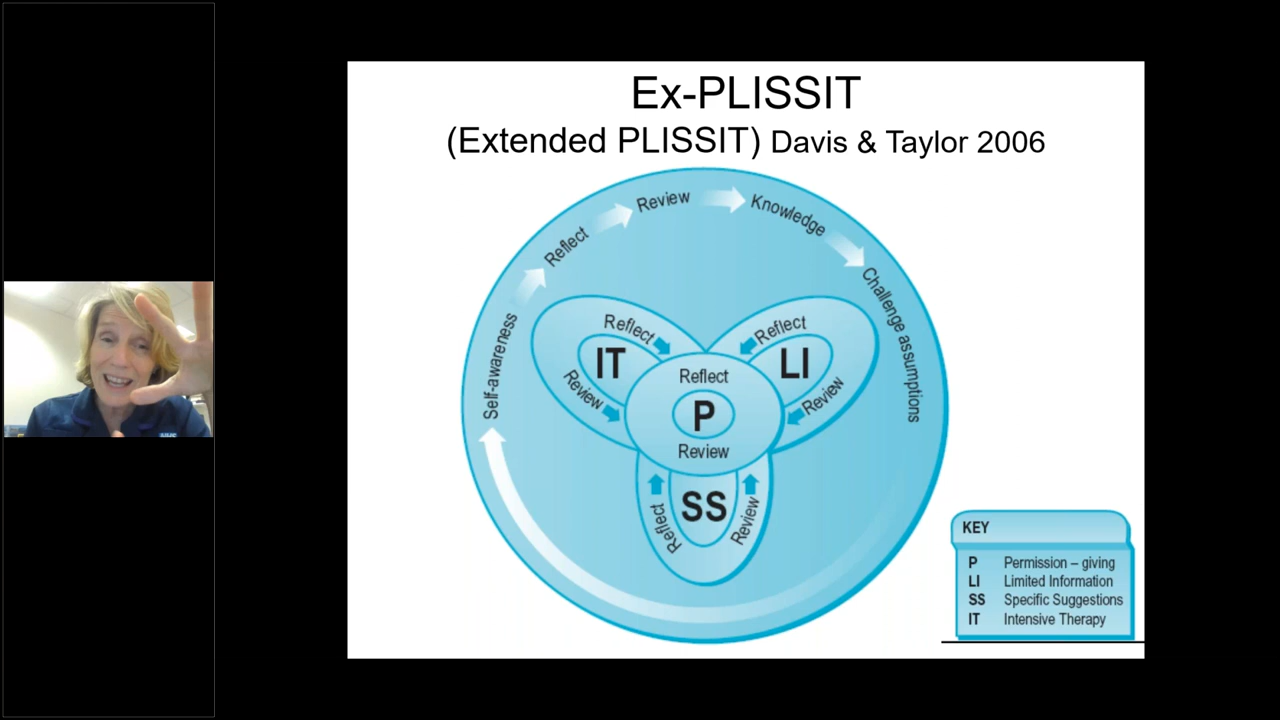 Ex-PLISSIT
(Extended PLISSIT) Davis & Taylor 2006
Self-awareness
Reflect
Review
Knowledge
Challenge assumptions
Reflect
IT
Review
Reflect
LI
Review
Reflect
P
Review
SS
Reflect
Review
KEY
P Permission – giving
LI Limited Information
SS Specific Suggestions
IT Intensive Therapy
NHS